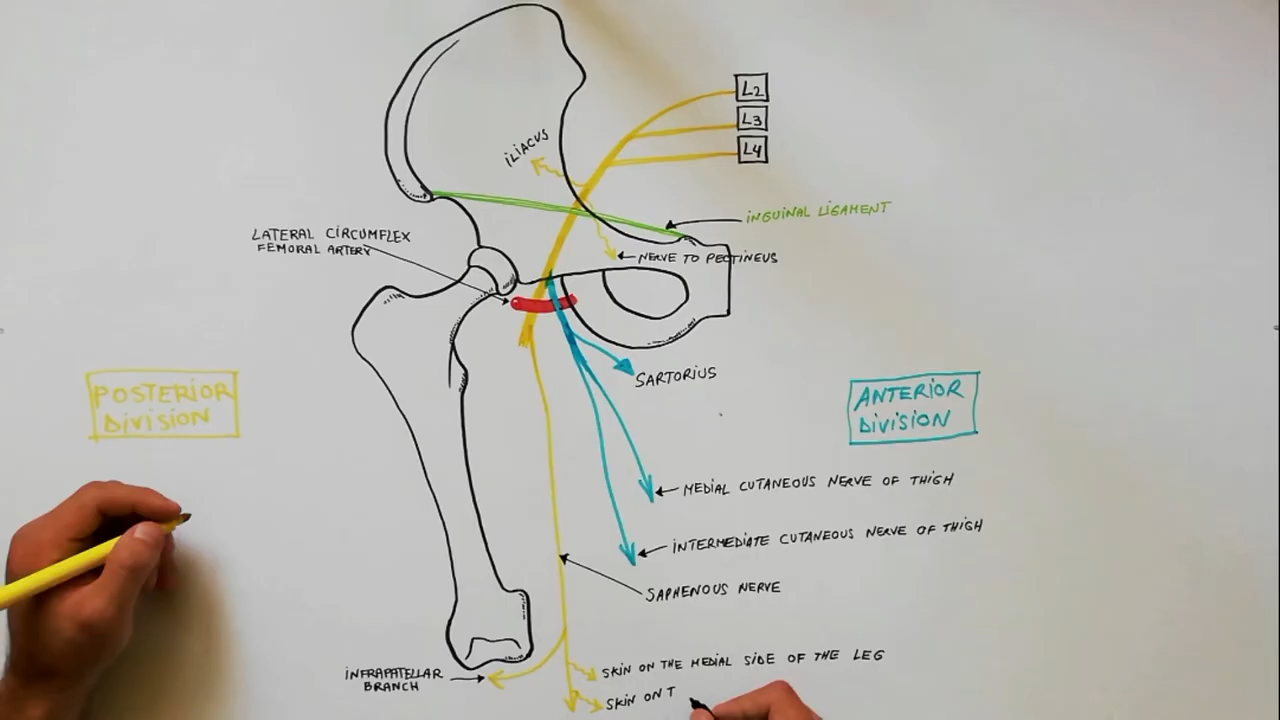 L2
L3
L4
iLiACUS
iNGUiNAL LiGAMENT
LATERAL CiRCUMFLEX
FEMORAL ARTERY
NERVE TO PECTiNEUS
SARTORiUS
POSTERiOR
DiViSiON
ANTERiOR
DiViSiON
MEDiAL CUTANEOUS NERVE OF THiGH
iNTERMEDiATE CUTANEOUS NERVE OF THiGH
SAPHENOUS NERVE
SKiN ON THE MEDiAL SiDE OF THE LEG
iNFRAPATELLAR
BRANCH
SKiN ON T